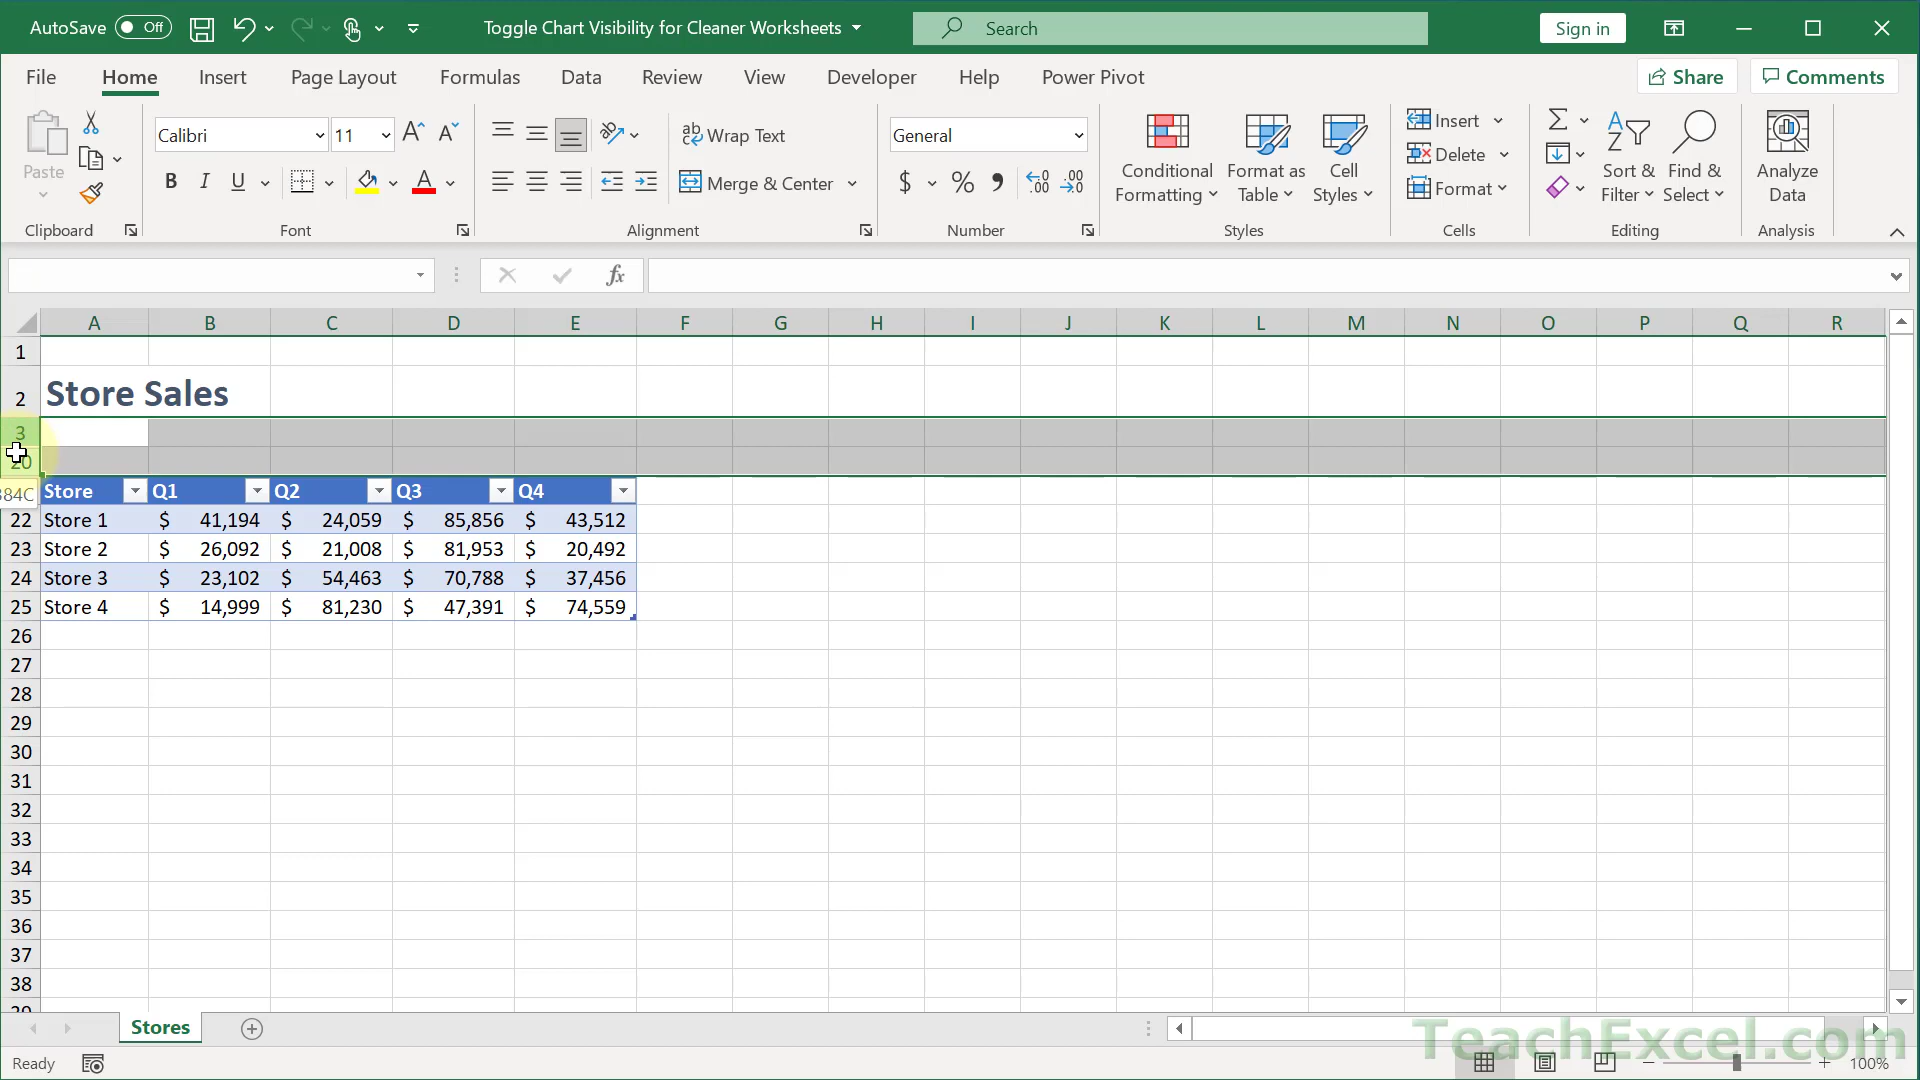 AutoSave Off Toggle Chart Visibility for Cleaner Worksheets Search Sign in
File Home Insert Page Layout Formulas Data Review View Developer Help Power Pivot Share Comments
Paste
Clipboard
Calibri 11
B I U
Font
Wrap Text
Merge & Center
Alignment
General
$ % , .00
Number
Conditional Formatting
Format as Table
Cell Styles
Styles
Insert
Delete
Format
Cells
Sort & Filter
Find & Select
Editing
Analyze Data
Analysis
fx
A B C D E F G H I J K L M N O P Q R
1
2 Store Sales
3
20
384C Store Q1 Q2 Q3 Q4
22 Store 1 $ 41,194 $ 24,059 $ 85,856 $ 43,512
23 Store 2 $ 26,092 $ 21,008 $ 81,953 $ 20,492
24 Store 3 $ 23,102 $ 54,463 $ 70,788 $ 37,456
25 Store 4 $ 14,999 $ 81,230 $ 47,391 $ 74,559
26
27
28
29
30
31
32
33
34
35
36
37
38
Stores
TeachExcel.com
Ready 100%